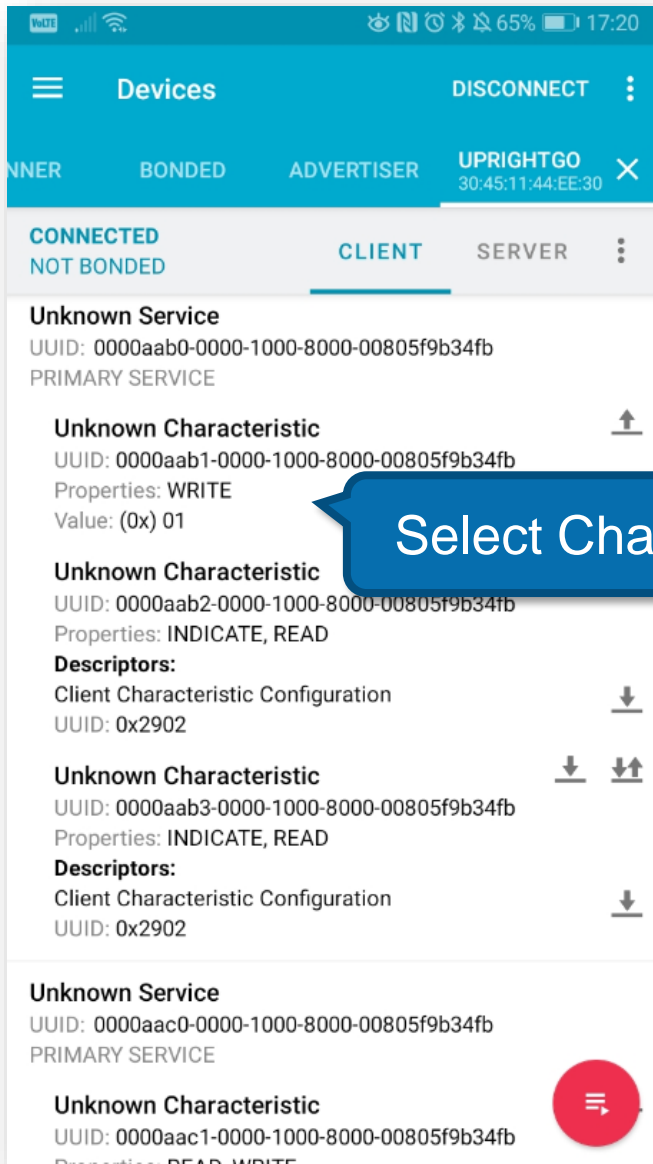 VoLTE 65% 17:20
Devices DISCONNECT
NNER BONDED ADVERTISER UPRIGHTGO
30:45:11:44:EE:30
CONNECTED
NOT BONDED
CLIENT SERVER
Unknown Service
UUID: 0000aab0-0000-1000-8000-00805f9b34fb
PRIMARY SERVICE
Unknown Characteristic
UUID: 0000aab1-0000-1000-8000-00805f9b34fb
Properties: WRITE
Value: (0x) 01
Select Cha
Unknown Characteristic
UUID: 0000aab2-0000-1000-8000-00805f9b34fb
Properties: INDICATE, READ
Descriptors:
Client Characteristic Configuration
UUID: 0x2902
Unknown Characteristic
UUID: 0000aab3-0000-1000-8000-00805f9b34fb
Properties: INDICATE, READ
Descriptors:
Client Characteristic Configuration
UUID: 0x2902
Unknown Service
UUID: 0000aac0-0000-1000-8000-00805f9b34fb
PRIMARY SERVICE
Unknown Characteristic
UUID: 0000aac1-0000-1000-8000-00805f9b34fb
Properties: READ, WRITE